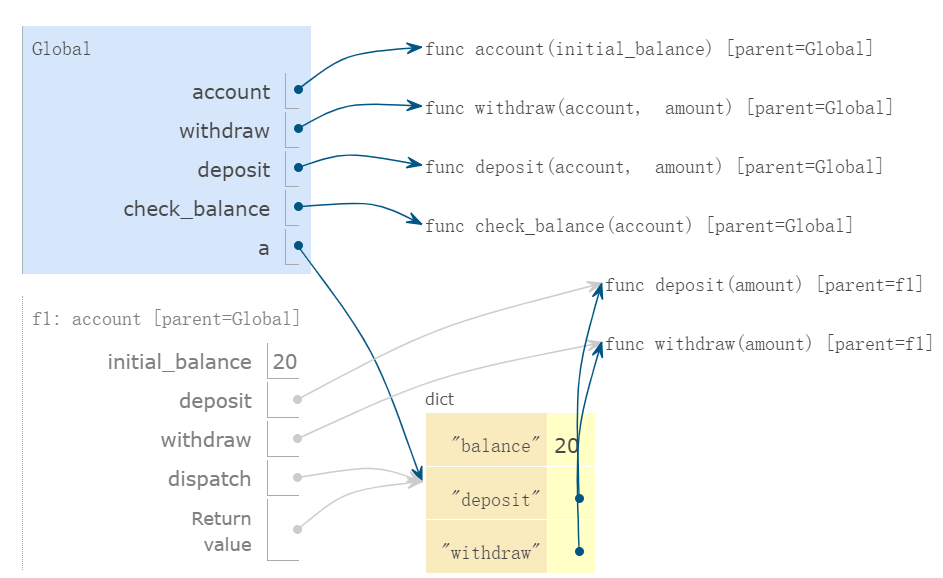 Global
func account(initial_balance) [parent=Global]
account
func withdraw(account, amount) [parent=Global]
withdraw
func deposit(account, amount) [parent=Global]
deposit
check_balance
func check_balance(account) [parent=Global]
a
func deposit(amount) [parent=f1]
f1: account [parent=Global]
func withdraw(amount) [parent=f1]
initial_balance 20
deposit
dict
withdraw
"balance" 20
dispatch
"deposit"
Return
value
"withdraw"